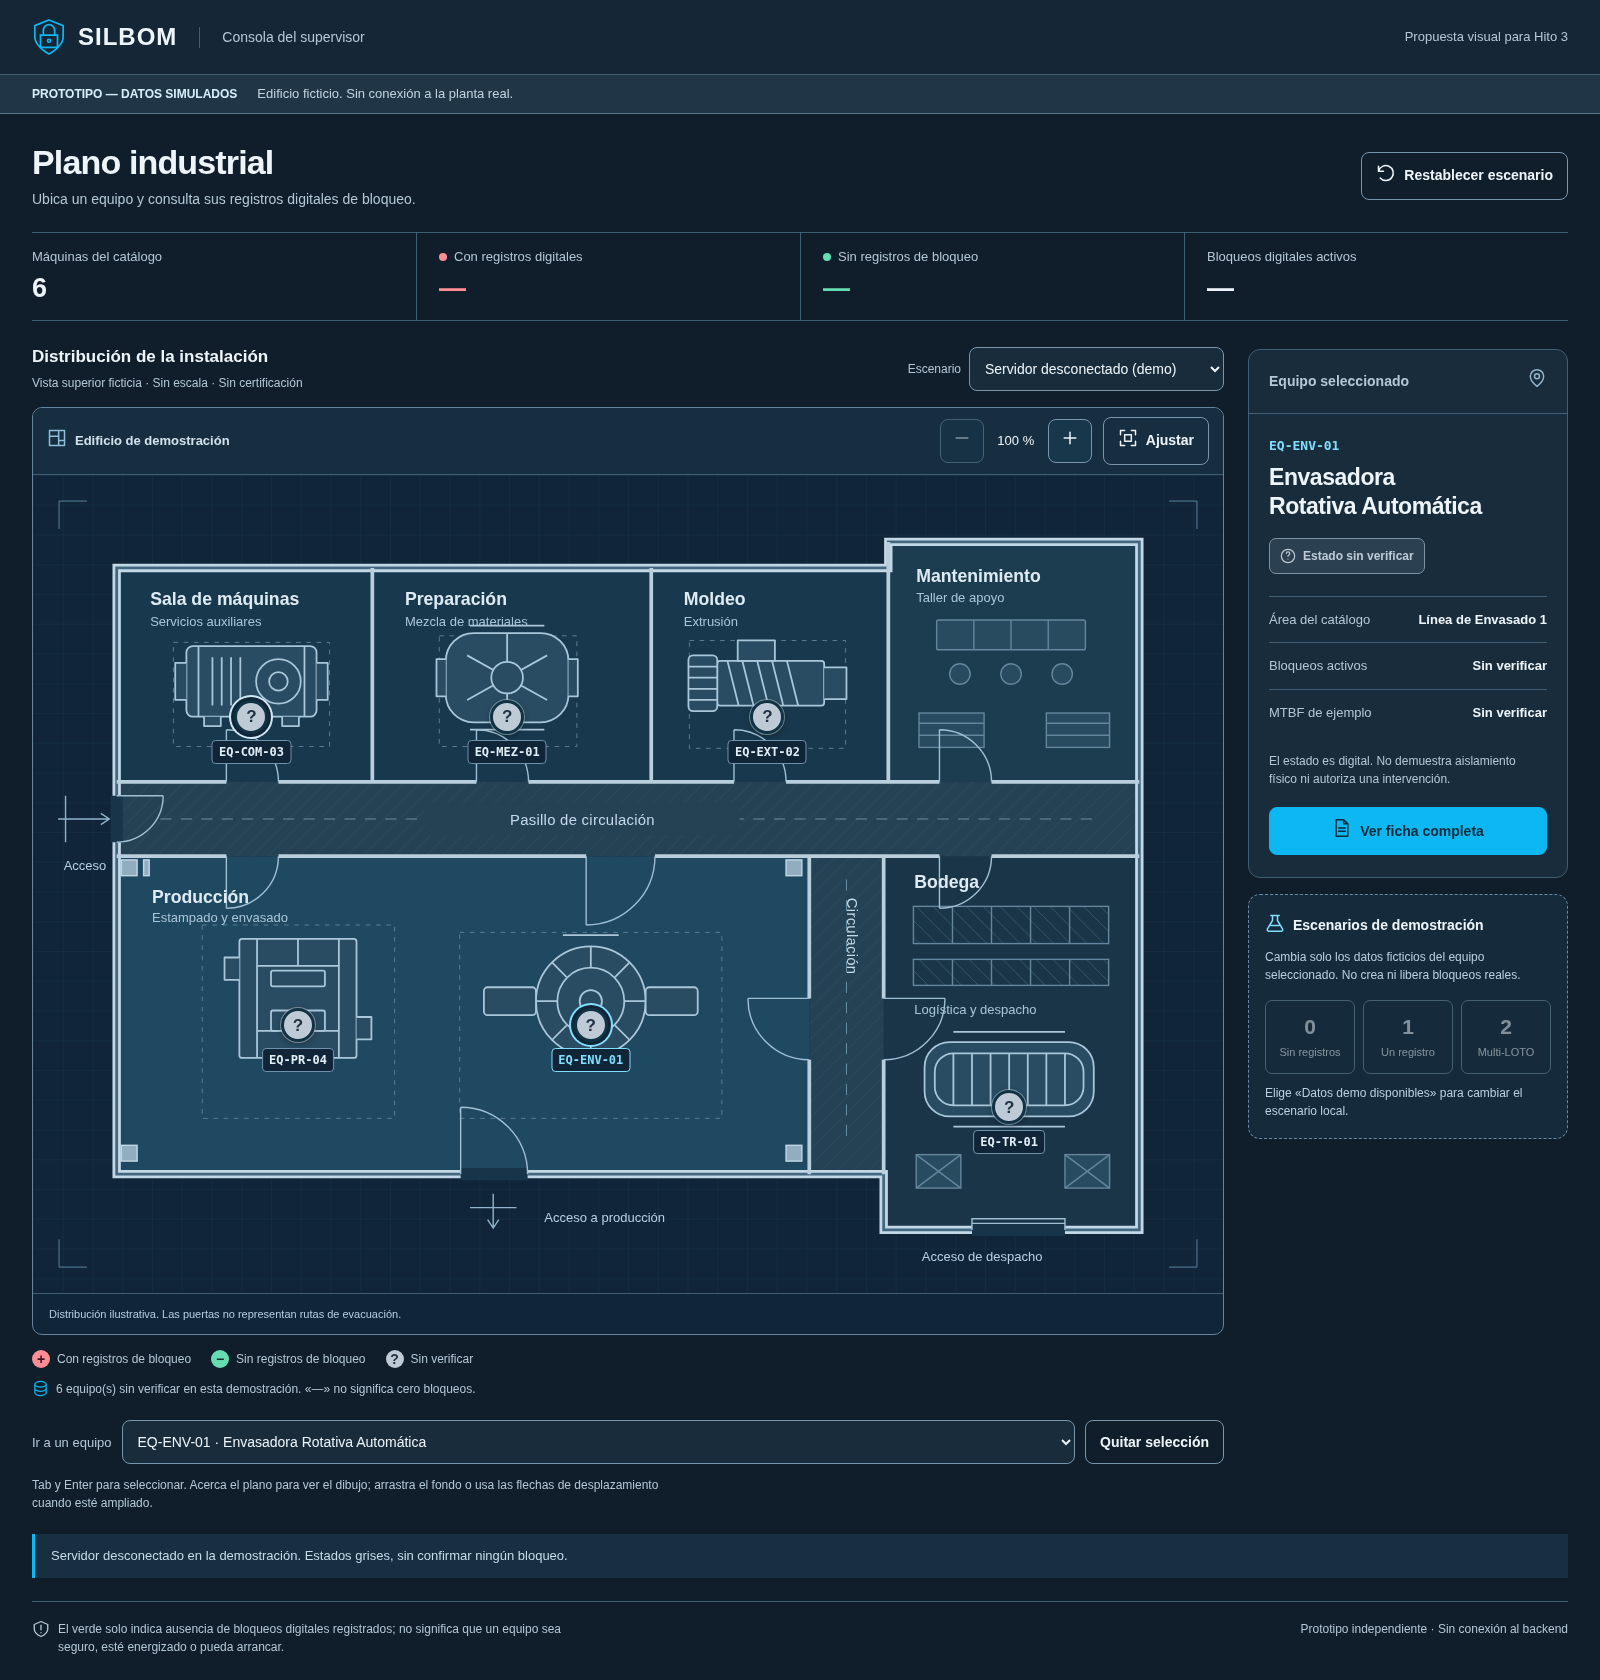 SILBOM
Consola del supervisor
Propuesta visual para Hito 3
PROTOTIPO — DATOS SIMULADOS
Edificio ficticio. Sin conexión a la planta real.
Plano industrial
Ubica un equipo y consulta sus registros digitales de bloqueo.
Restablecer escenario
Máquinas del catálogo
6
Con registros digitales
—
Sin registros de bloqueo
—
Bloqueos digitales activos
—
Distribución de la instalación
Vista superior ficticia · Sin escala · Sin certificación
Escenario
Servidor desconectado (demo)
Edificio de demostración
100 %
Ajustar
Sala de máquinas
Servicios auxiliares
Preparación
Mezcla de materiales
Moldeo
Extrusión
Mantenimiento
Taller de apoyo
?
EQ-COM-03
?
EQ-MEZ-01
?
EQ-EXT-02
Pasillo de circulación
Acceso
Producción
Estampado y envasado
?
EQ-PR-04
?
EQ-ENV-01
Circulación
Bodega
Logística y despacho
?
EQ-TR-01
Acceso a producción
Acceso de despacho
Distribución ilustrativa. Las puertas no representan rutas de evacuación.
+ Con registros de bloqueo
− Sin registros de bloqueo
? Sin verificar
6 equipo(s) sin verificar en esta demostración. «—» no significa cero bloqueos.
Ir a un equipo
EQ-ENV-01 · Envasadora Rotativa Automática
Quitar selección
Tab y Enter para seleccionar. Acerca el plano para ver el dibujo; arrastra el fondo o usa las flechas de desplazamiento
cuando esté ampliado.
Equipo seleccionado
EQ-ENV-01
Envasadora
Rotativa Automática
Estado sin verificar
Área del catálogo
Línea de Envasado 1
Bloqueos activos
Sin verificar
MTBF de ejemplo
Sin verificar
El estado es digital. No demuestra aislamiento
físico ni autoriza una intervención.
Ver ficha completa
Escenarios de demostración
Cambia solo los datos ficticios del equipo
seleccionado. No crea ni libera bloqueos reales.
0
Sin registros
1
Un registro
2
Multi-LOTO
Elige «Datos demo disponibles» para cambiar el
escenario local.
Servidor desconectado en la demostración. Estados grises, sin confirmar ningún bloqueo.
El verde solo indica ausencia de bloqueos digitales registrados; no significa que un equipo sea
seguro, esté energizado o pueda arrancar.
Prototipo independiente · Sin conexión al backend